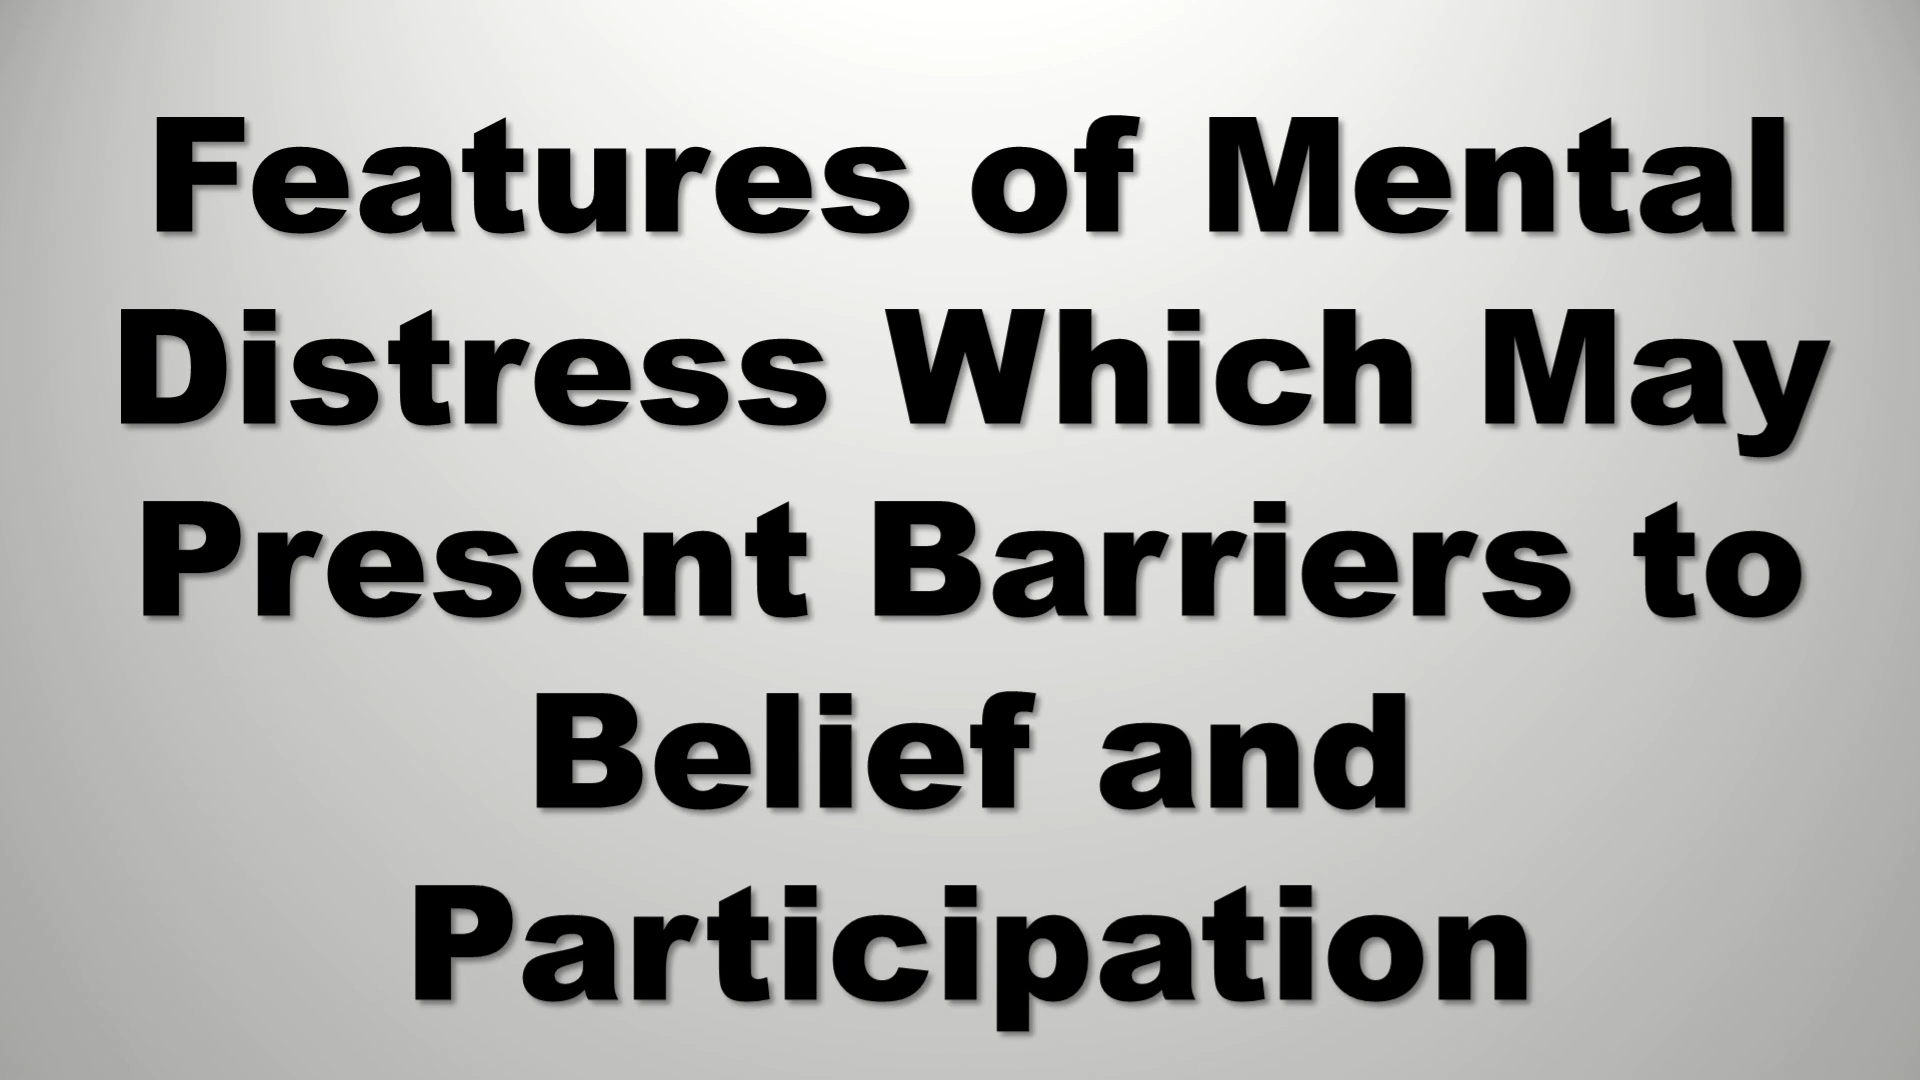 Features of Mental
Distress Which May
Present Barriers to
Belief and
Participation